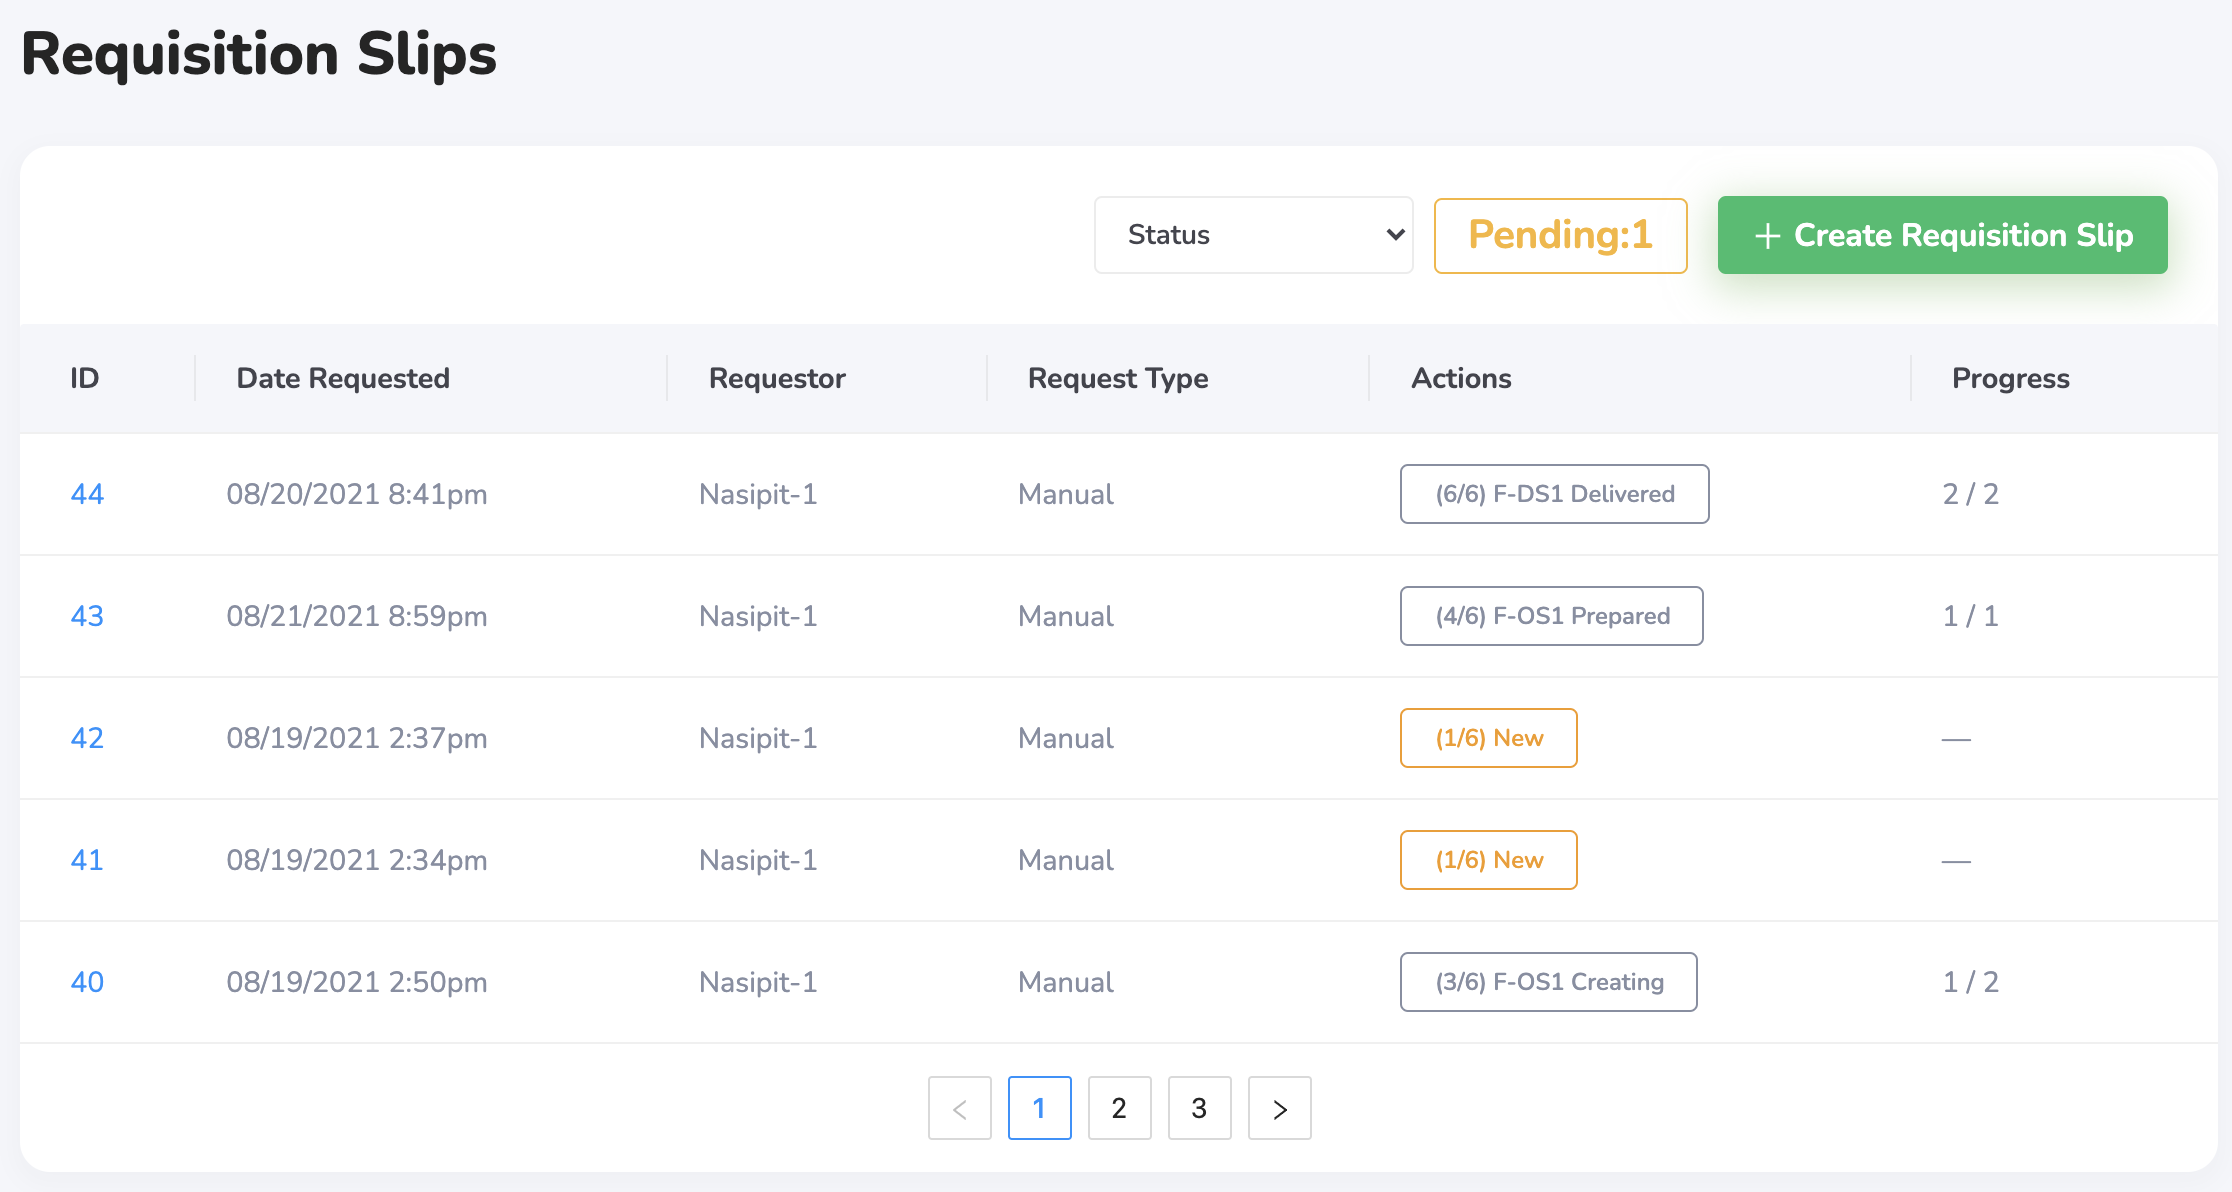 Requisition Slips
Status Pending:1 + Create Requisition Slip
ID Date Requested Requestor Request Type Actions Progress
44 08/20/2021 8:41pm Nasipit-1 Manual (6/6) F-DS1 Delivered 2 / 2
43 08/21/2021 8:59pm Nasipit-1 Manual (4/6) F-OS1 Prepared 1 / 1
42 08/19/2021 2:37pm Nasipit-1 Manual (1/6) New —
41 08/19/2021 2:34pm Nasipit-1 Manual (1/6) New —
40 08/19/2021 2:50pm Nasipit-1 Manual (3/6) F-OS1 Creating 1 / 2
< 1 2 3 >